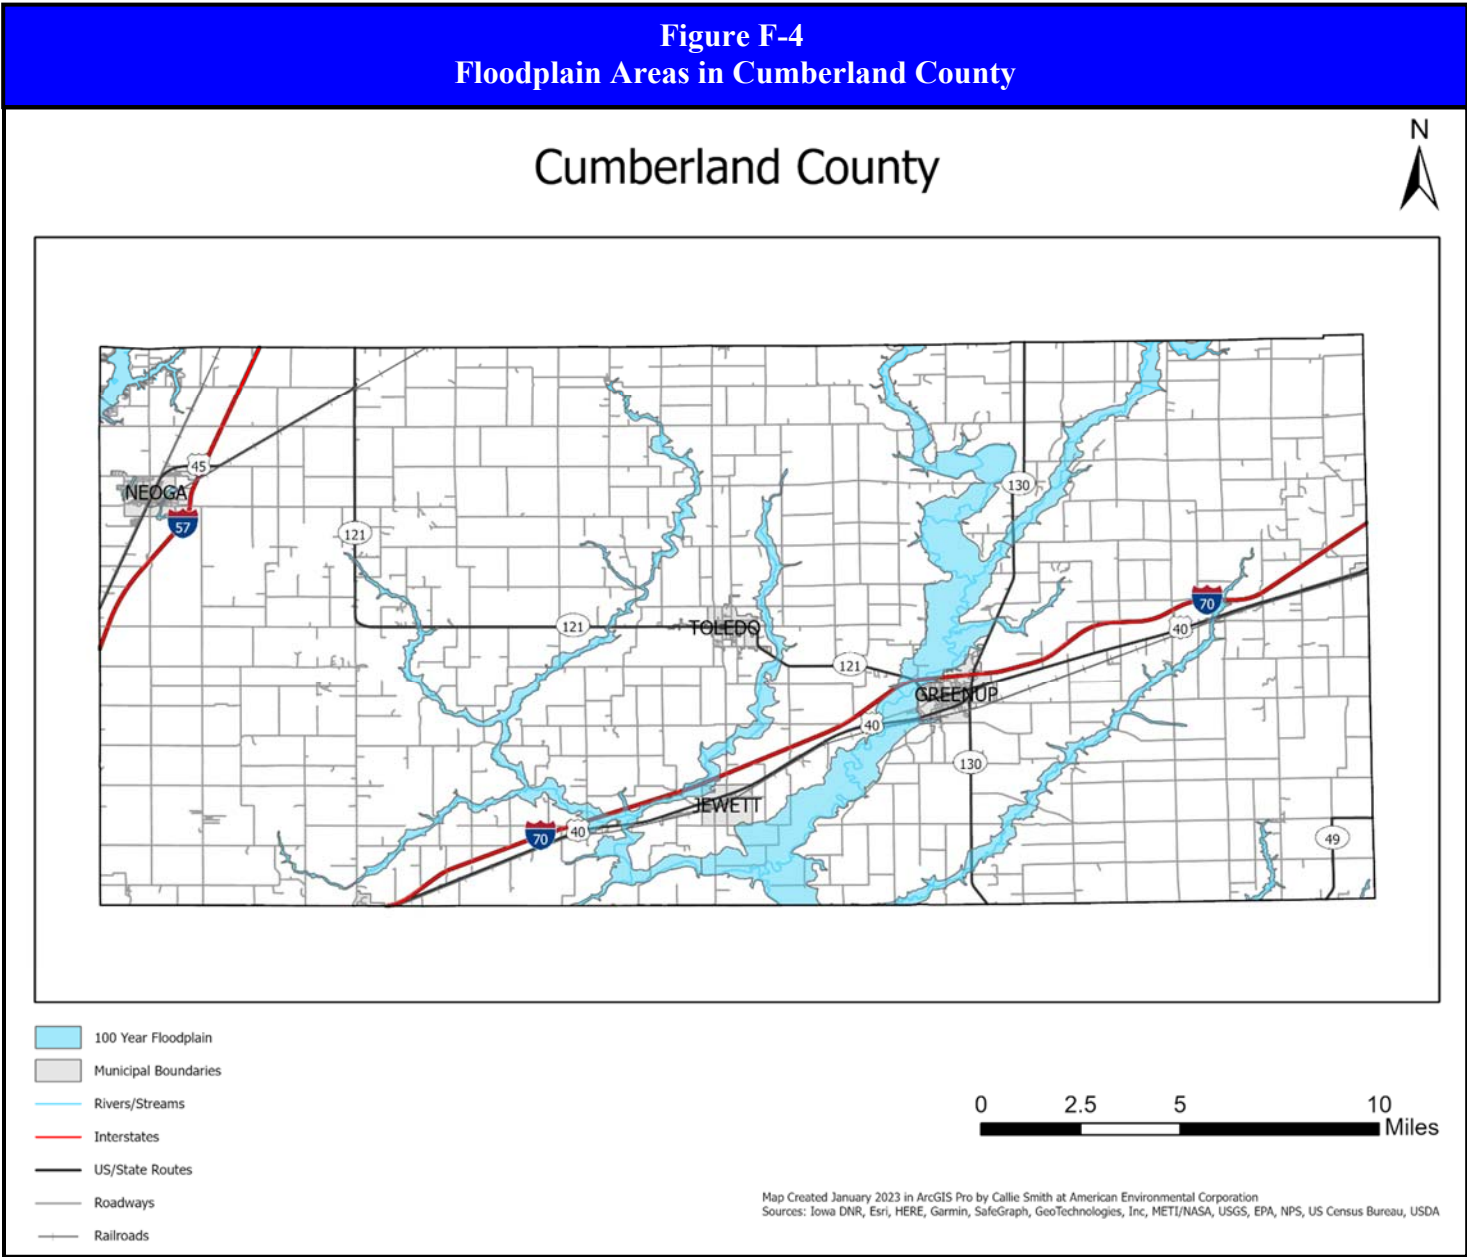 Figure F-4
Floodplain Areas in Cumberland County
Cumberland County
N
45
NEOGA
57
121
130
121
TOLEDO
70
40
121
GREENUP
40
130
JEWETT
70
40
49
100 Year Floodplain
Municipal Boundaries
Rivers/Streams
Interstates
US/State Routes
Roadways
Railroads
0 2.5 5 10
Miles
Map Created January 2023 in ArcGIS Pro by Callie Smith at American Environmental Corporation
Sources: Iowa DNR, Esri, HERE, Garmin, SafeGraph, GeoTechnologies, Inc, METI/NASA, USGS, EPA, NPS, US Census Bureau, USDA